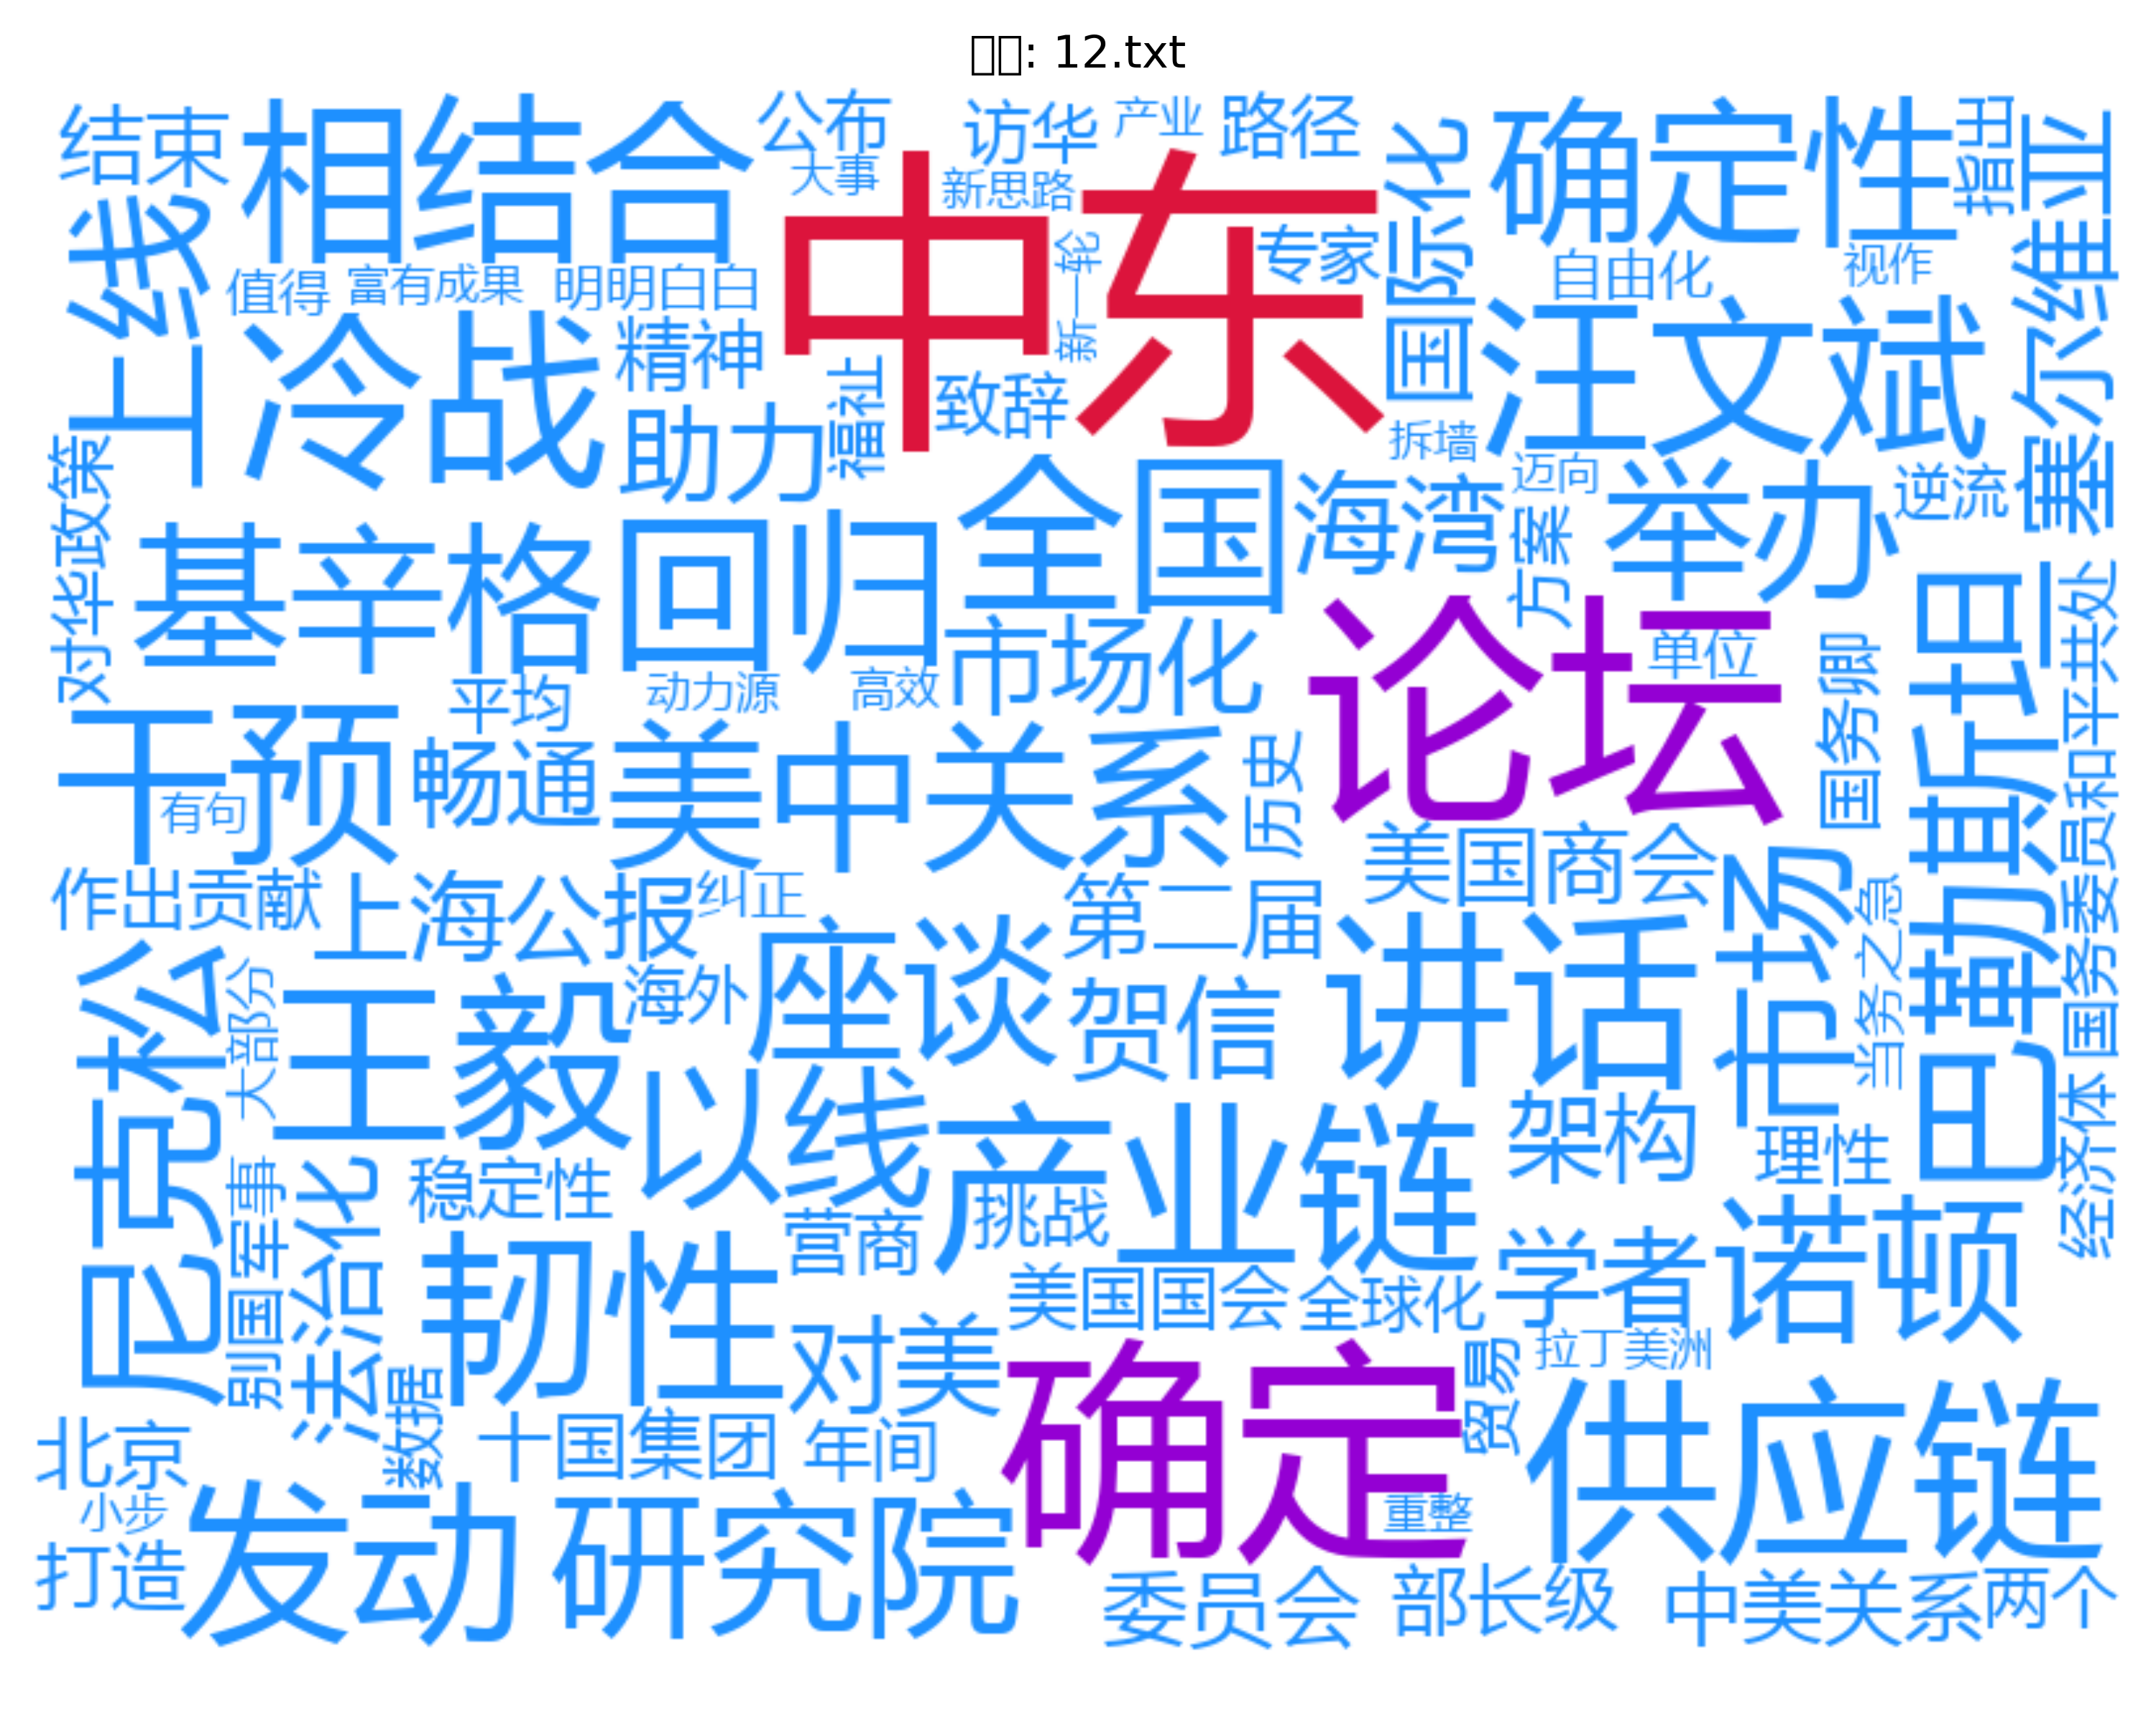 : 12.txt
结束
相结合
公布
大事
访华
产业
路径
新思路
国际化
确定性
描申
塞尔维亚
上线
值得
富有成果
明明白白
中东
新一代
专家
自由化
视作
冷战
精神
助力
福祉
致辞
汪文斌
拆墙
迈向
对华政策
基辛格
回归
全国
海湾
方案
举办
逆流
市场化
论坛
单位
国务卿
巴勒斯坦
国务委员和平共处
平均
动力源
高效
干预
有句
畅通
美中关系
历史
美国商会
作出贡献
上海公报
纠正
第二届
市场
当务之急
尼克松
大部分
王毅
海外
座谈
贺信
讲话
以线
产业链
架构
理性
经济体
别国军事
法治化
稳定性
营商
挑战
学者
诺顿
韧性
对美
美国国会
全球化
拉丁美洲
贸易
数据
北京
十国集团
年间
确定
供应链
小步
打造
发动
研究院
重整
委员会
部长级
中美关系
两个